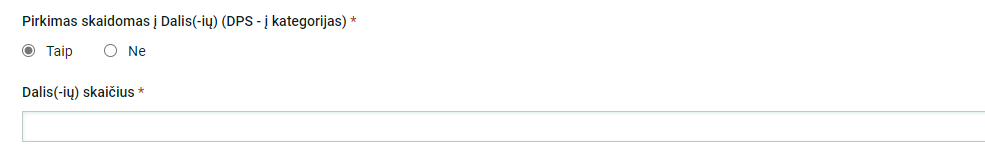 Pirkimas skaidomas į Dalis(-ių) (DPS - į kategorijas) *
Taip Ne
Dalis(-ių) skaičius *